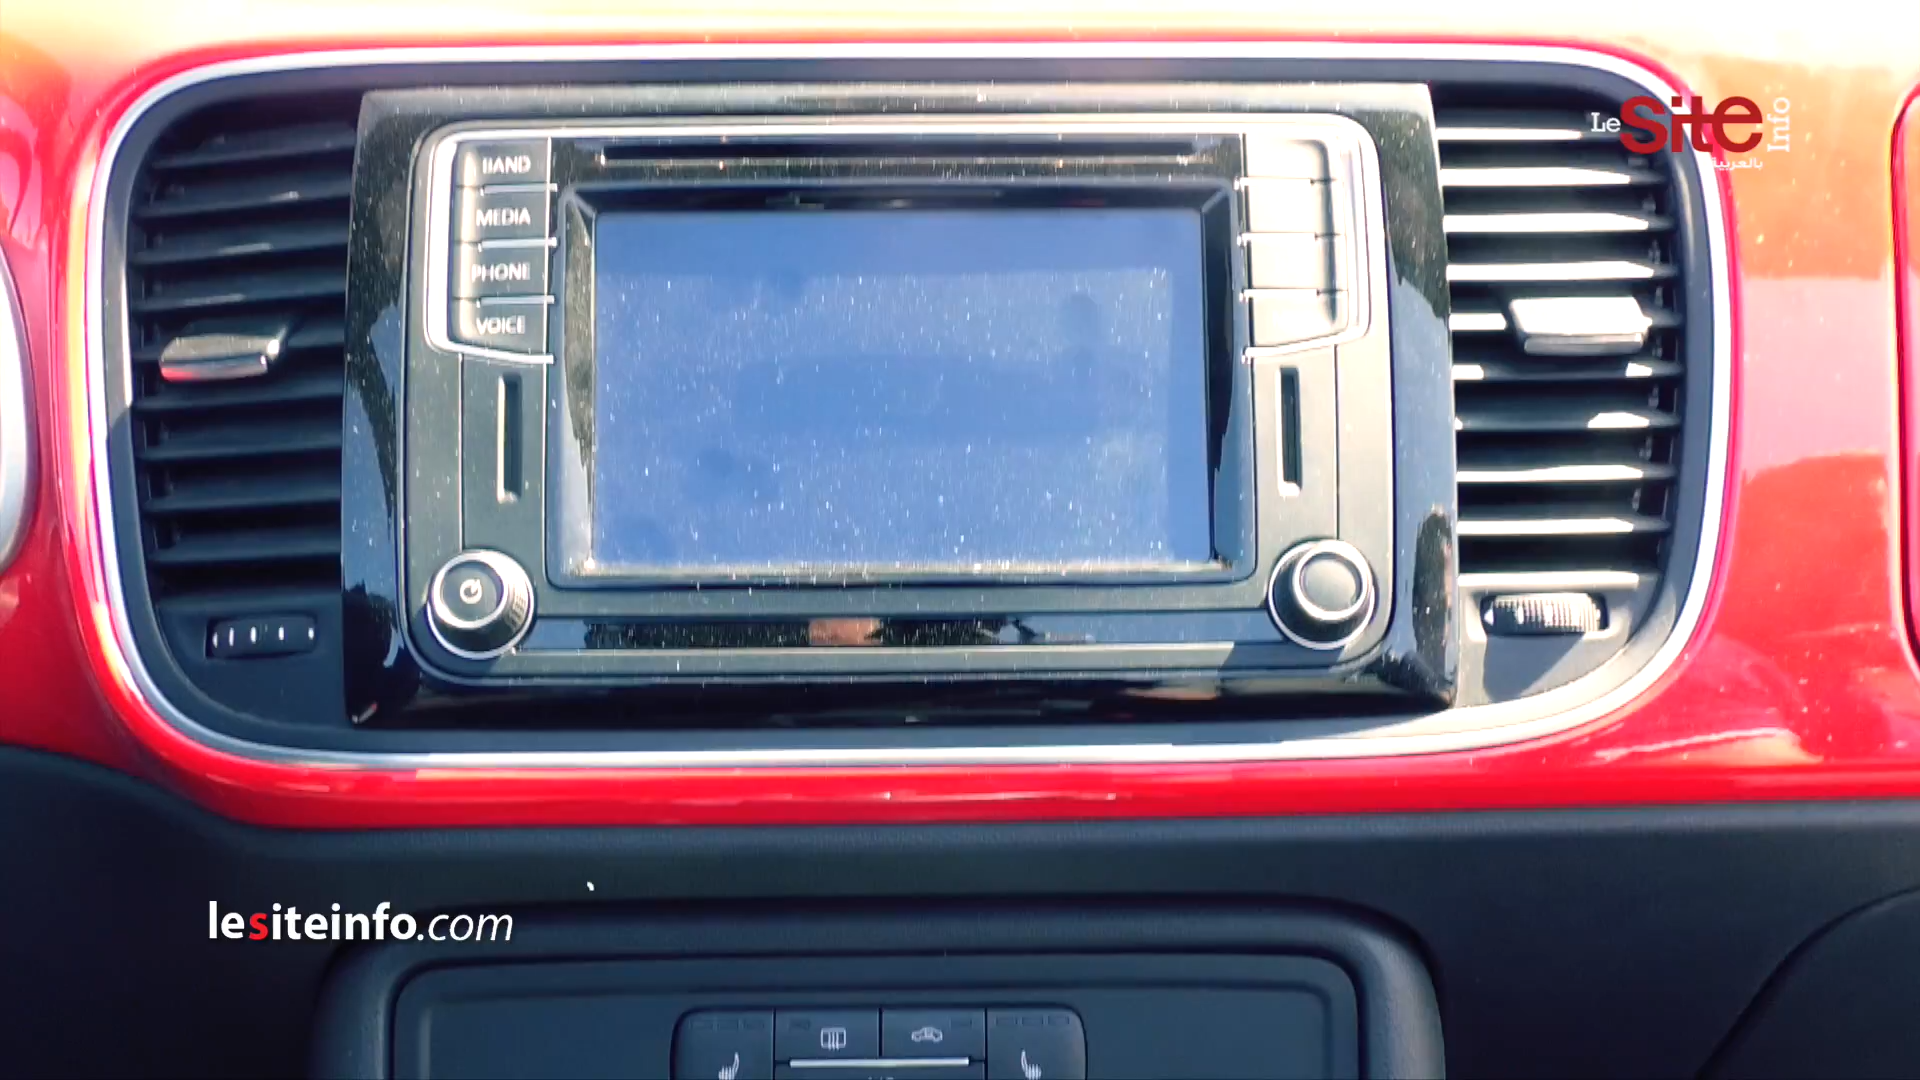 Le Site Info
بالعربية
BAND
MEDIA
PHONE
VOICE
lesiteinfo.com